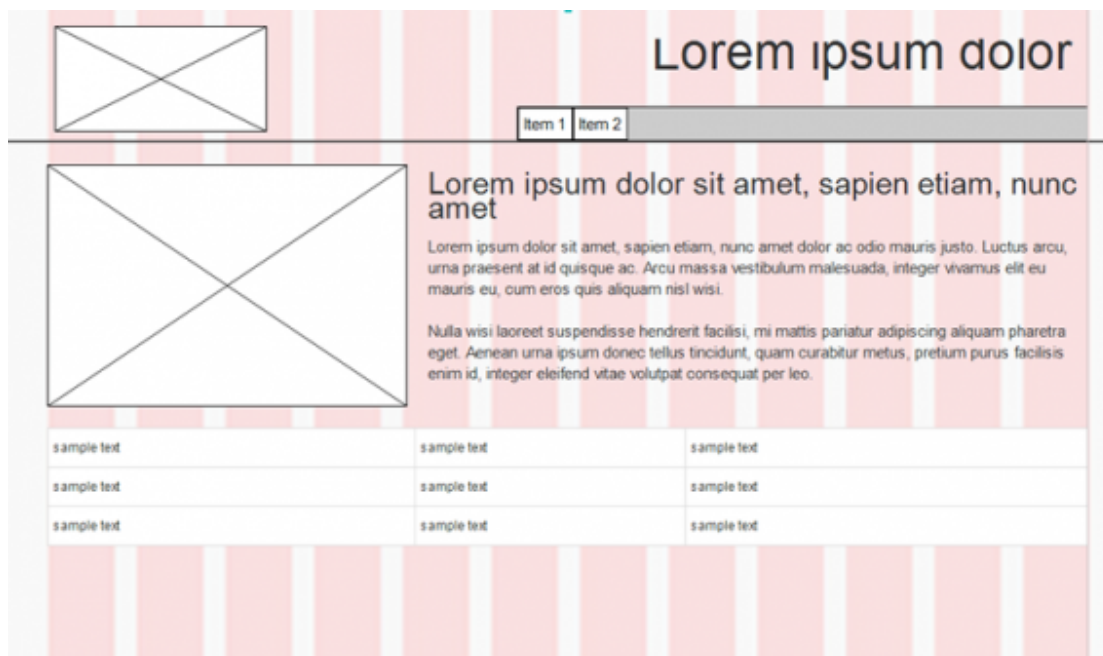 Lorem ipsum dolor
Item 1 Item 2
Lorem ipsum dolor sit amet, sapien etiam, nunc
amet
Lorem ipsum dolor sit amet, sapien etiam, nunc amet dolor ac odio mauris justo. Luctus arcu,
urna praesent at id quisque ac. Arcu massa vestibulum malesuada, integer vivamus elit eu
mauris eu, cum eros quis aliquam nisl wisi.
Nulla wisi laoreet suspendisse hendrerit facilisi, mi mattis pariatur adipiscing aliquam pharetra
eget. Aenean urna ipsum donec tellus tincidunt, quam curabitur metus, pretium purus facilisis
enim id, integer eleifend vitae volutpat consequat per leo.
sample text sample text sample text
sample text sample text sample text
sample text sample text sample text